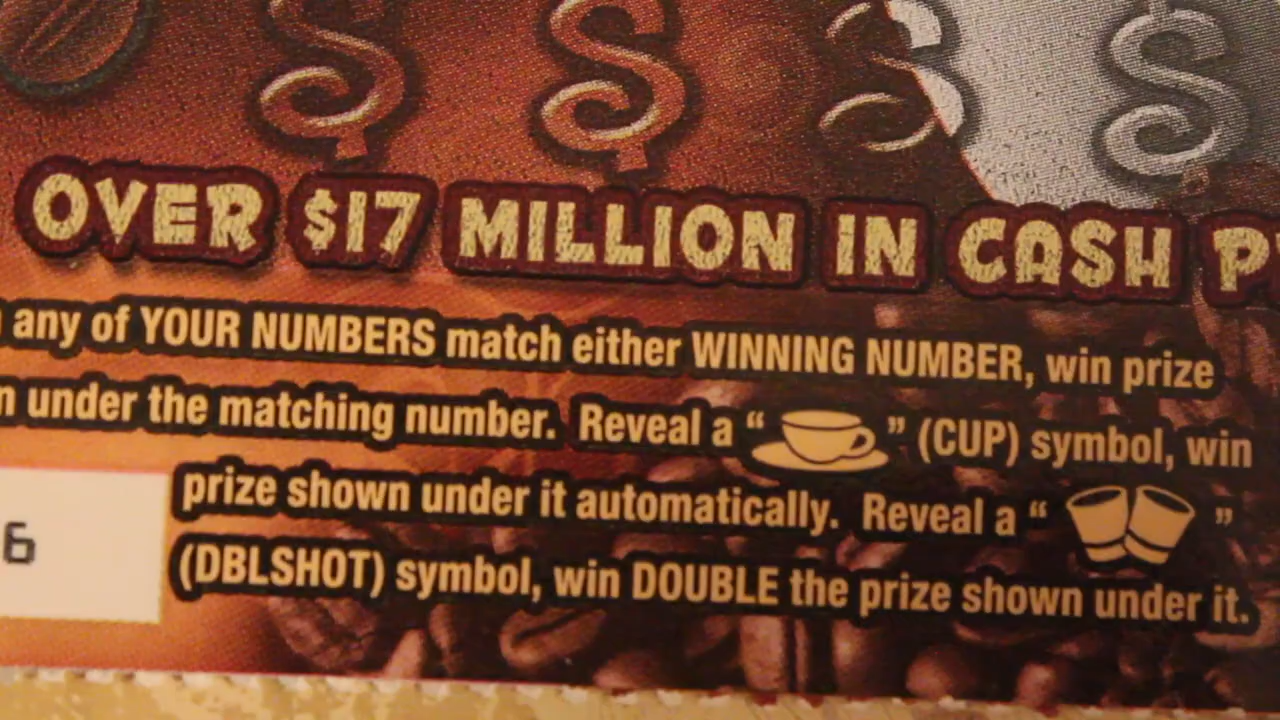 OVER $17 MILLION IN CASH
any of YOUR NUMBERS match either WINNING NUMBER, win prize
under the matching number. Reveal a “ ” (CUP) symbol, win
prize shown under it automatically. Reveal a “ ”
6
(DBLSHOT) symbol, win DOUBLE the prize shown under it.